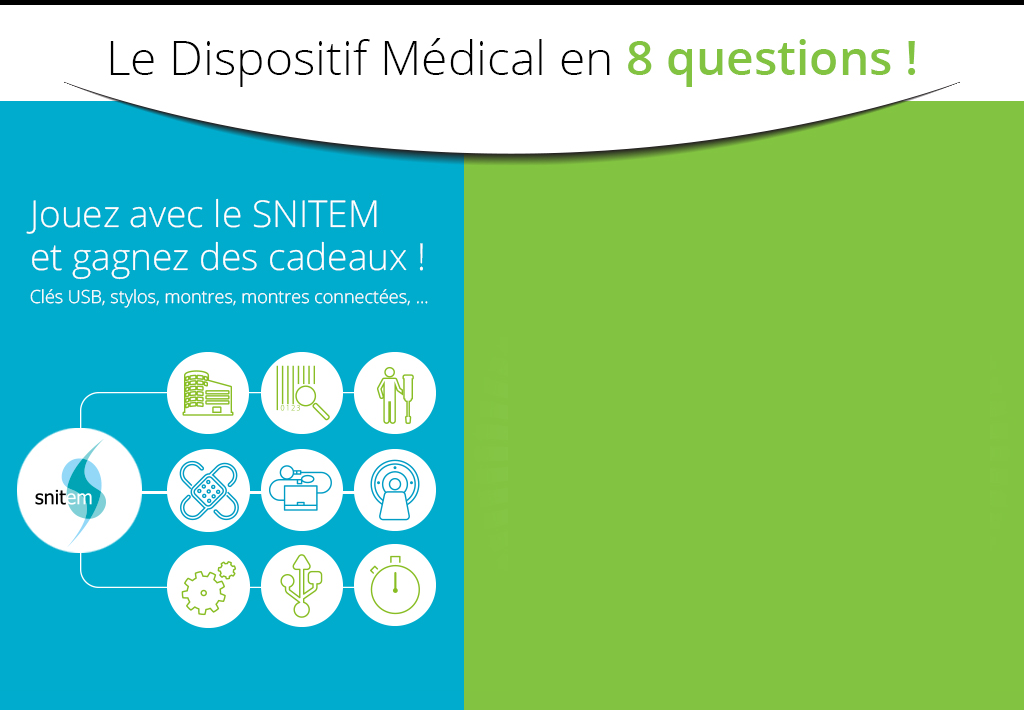 Le Dispositif Médical en 8 questions !
Jouez avec le SNITEM
et gagnez des cadeaux !
Clés USB, stylos, montres, montres connectées, ...
0123
snitem